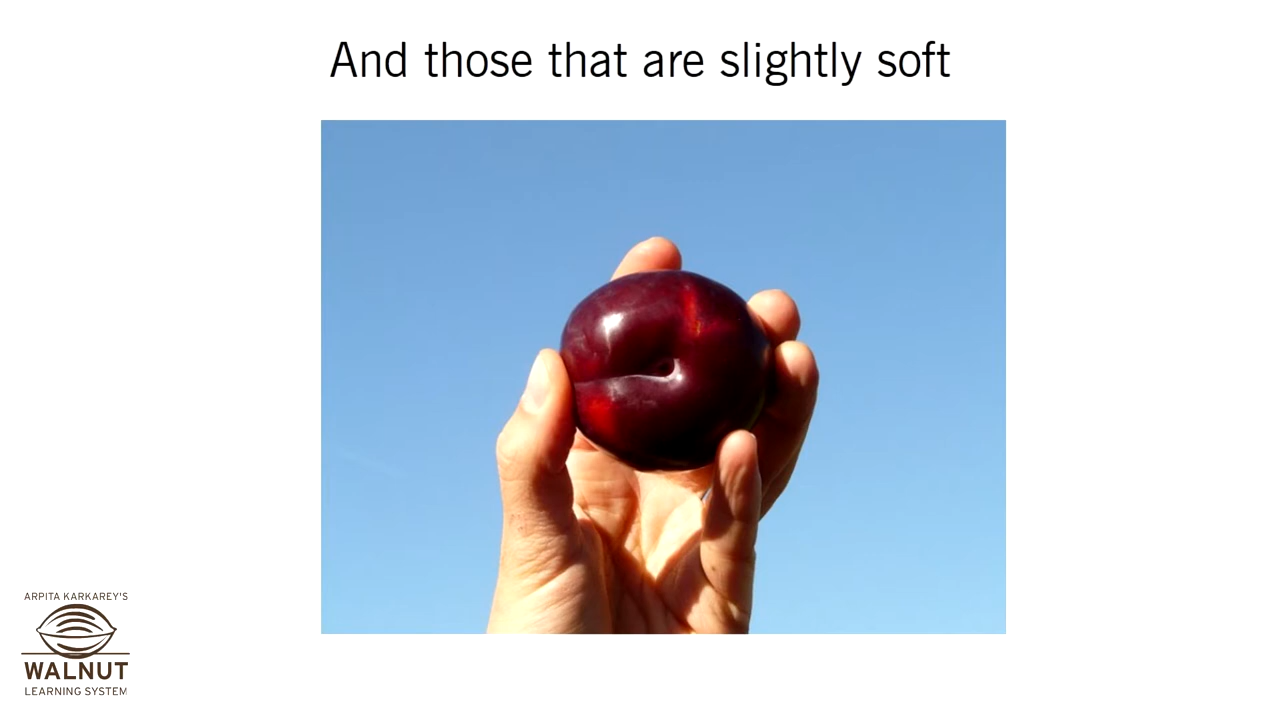 And those that are slightly soft
ARPITA KARKAREY'S
WALNUT
LEARNING SYSTEM